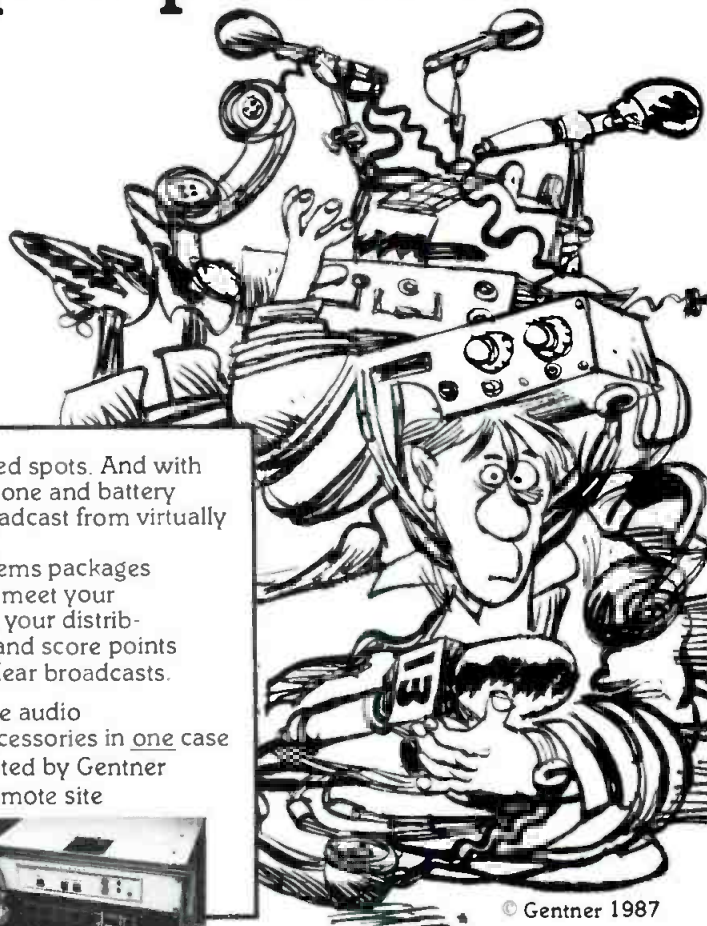 ed spots. And with
one and battery
adcast from virtually
ems packages
meet your
your distrib-
and score points
lear broadcasts.
e audio
cessories in one case
ted by Gentner
mote site
13
© Gentner 1987